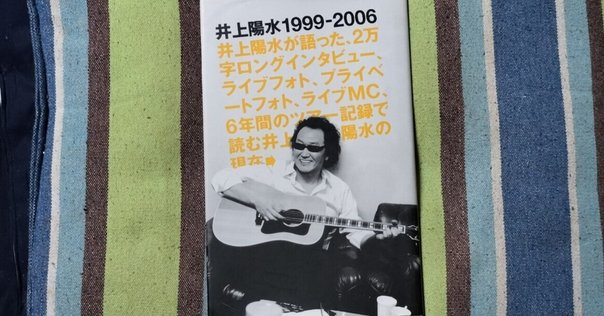 井上陽水1999-2006
井上陽水が語った、2万
字ロングインタビュー、
ライブフォト、プライベ
ートフォト、ライブMC、
6年間のツアー記録で
読む井上 陽水の
現在